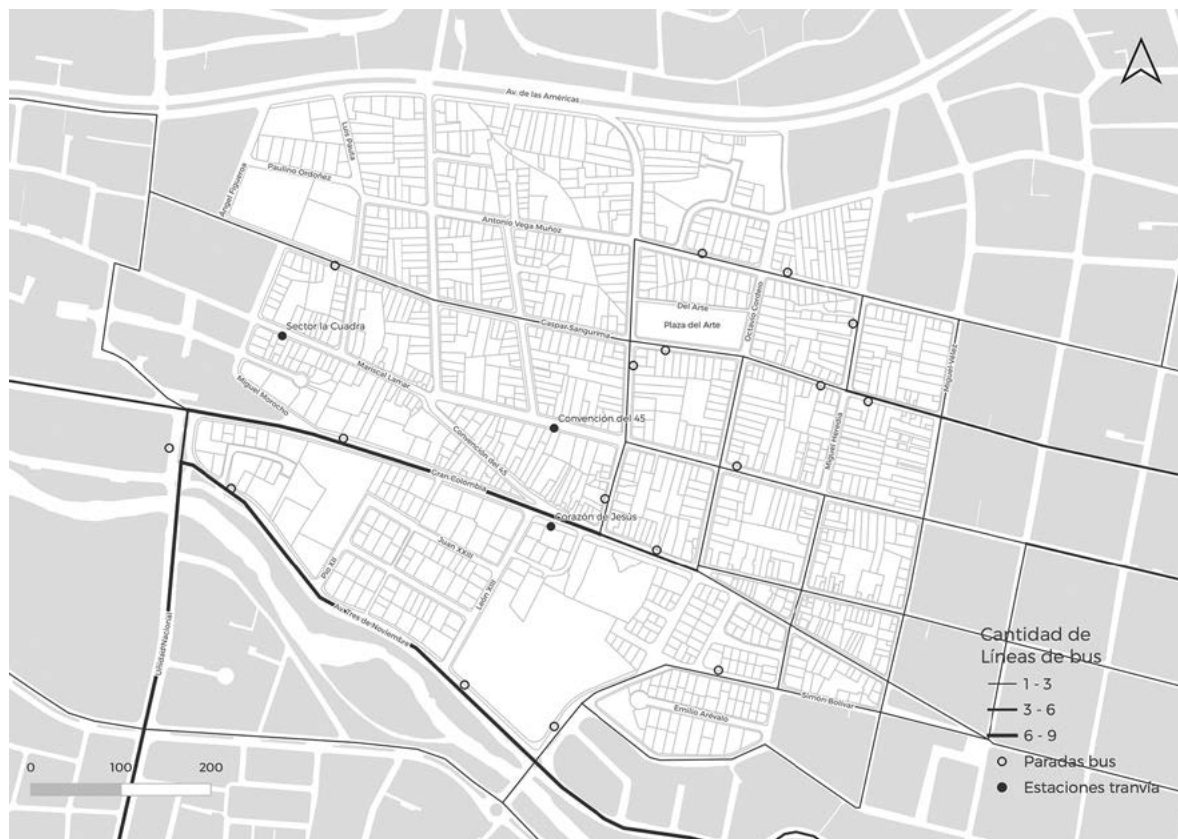 Av. de las Américas
Luis Pauta
Paulino Ordoñez
Ángel Figueroa
Antonio Vega Muñoz
Del Arte
Plaza del Arte
Octavio Cordero
Gaspar Sangurima
Sector la Cuadra
Mariscal Lamar
Miguel Morocho
Miguel Vélez
Convención del 45
Convención del 45
Miguel Heredia
Gran Colombia
Corazón de Jesús
Juan XXIII
Pio XII
León XIII
Av. Tres de Noviembre
Unidad Nacional
Simón Bolívar
Emilio Arévalo
Cantidad de
Líneas de bus
1 - 3
3 - 6
6 - 9
Paradas bus
Estaciones tranvía
0 100 200